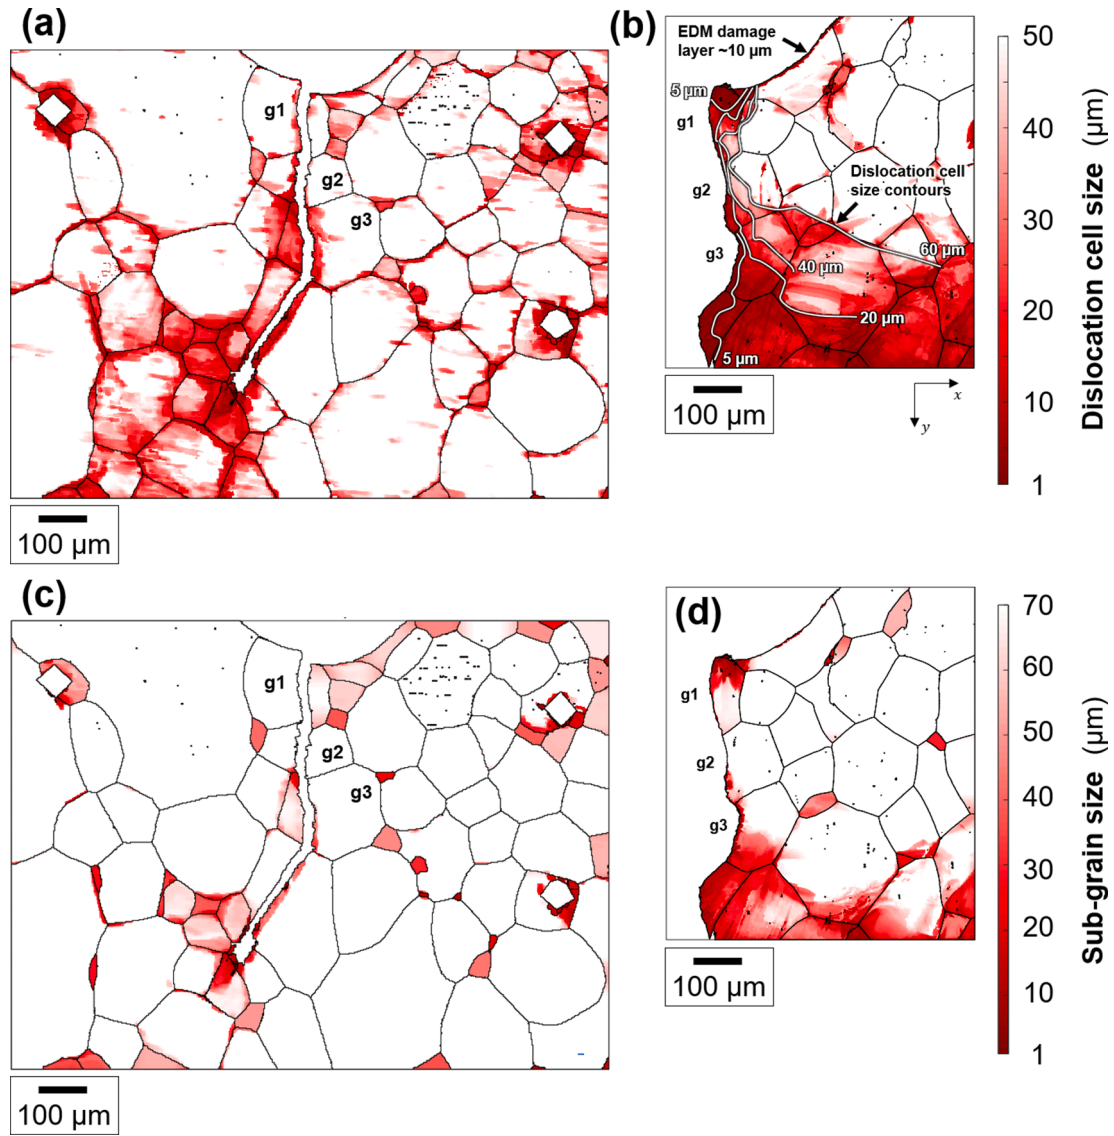 (a)
g1
g2
g3
100 µm
(b)
EDM damage
layer ~10 µm
5 µm
g1
g2
Dislocation cell
size contours
g3
60 µm
40 µm
20 µm
5 µm
100 µm
x
y
50
40
30
20
10
1
Dislocation cell size (µm)
(c)
g1
g2
g3
100 µm
(d)
g1
g2
g3
100 µm
70
60
50
40
30
20
10
1
Sub-grain size (µm)